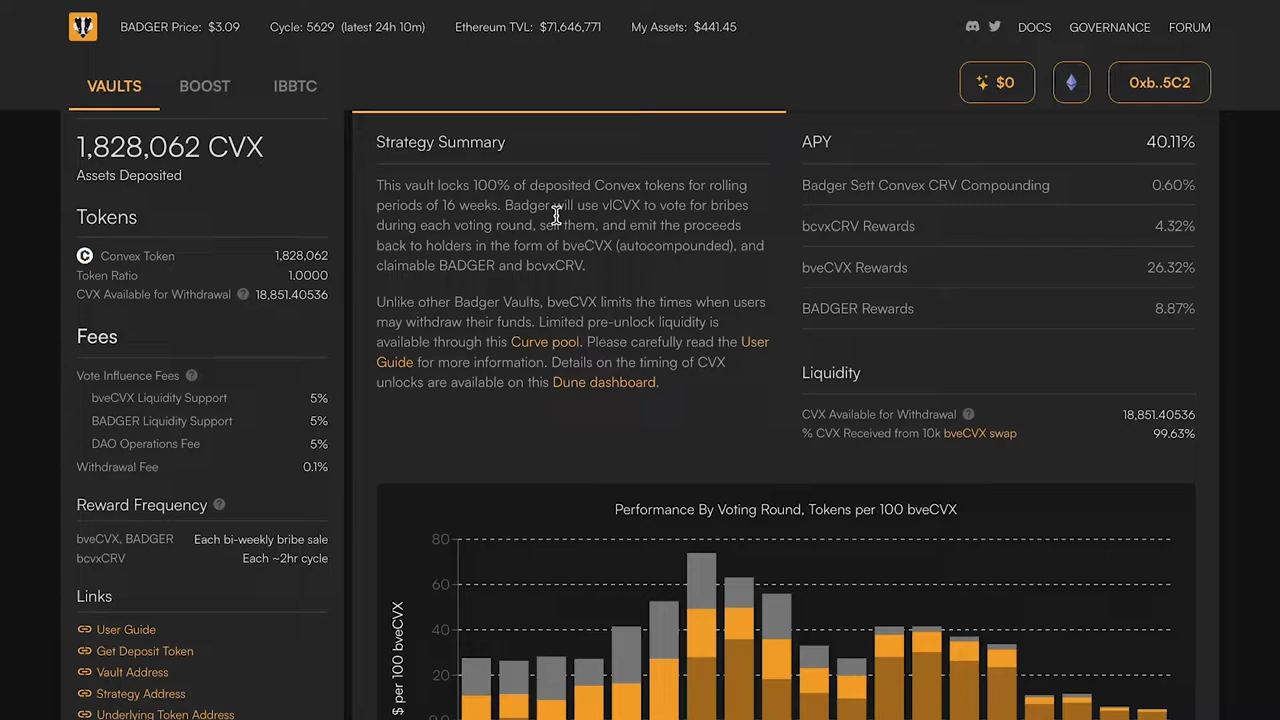 BADGER Price: $3.09 Cycle: 5629 (latest 24h 10m) Ethereum TVL: $71,646,771 My Assets: $441.45
DOCS GOVERNANCE FORUM
VAULTS BOOST IBBTC
$0 0xb..5C2
1,828,062 CVX
Assets Deposited
Tokens
Convex Token 1,828,062
Token Ratio 1.0000
CVX Available for Withdrawal ? 18,851.40536
Fees
Vote Influence Fees ?
bveCVX Liquidity Support 5%
BADGER Liquidity Support 5%
DAO Operations Fee 5%
Withdrawal Fee 0.1%
Reward Frequency ?
bveCVX, BADGER Each bi-weekly bribe sale
bcvxCRV Each ~2hr cycle
Links
User Guide
Get Deposit Token
Vault Address
Strategy Address
Underlying Token Address
Strategy Summary
This vault locks 100% of deposited Convex tokens for rolling
periods of 16 weeks. Badger will use vlCVX to vote for bribes
during each voting round, sell them, and emit the proceeds
back to holders in the form of bveCVX (autocompounded), and
claimable BADGER and bcvxCRV.
Unlike other Badger Vaults, bveCVX limits the times when users
may withdraw their funds. Limited pre-unlock liquidity is
available through this Curve pool. Please carefully read the User
Guide for more information. Details on the timing of CVX
unlocks are available on this Dune dashboard.
APY 40.11%
Badger Sett Convex CRV Compounding 0.60%
bcvxCRV Rewards 4.32%
bveCVX Rewards 26.32%
BADGER Rewards 8.87%
Liquidity
CVX Available for Withdrawal ? 18,851.40536
% CVX Received from 10k bveCVX swap 99.63%
Performance By Voting Round, Tokens per 100 bveCVX
80
60
40
20
$ per 100 bveCVX